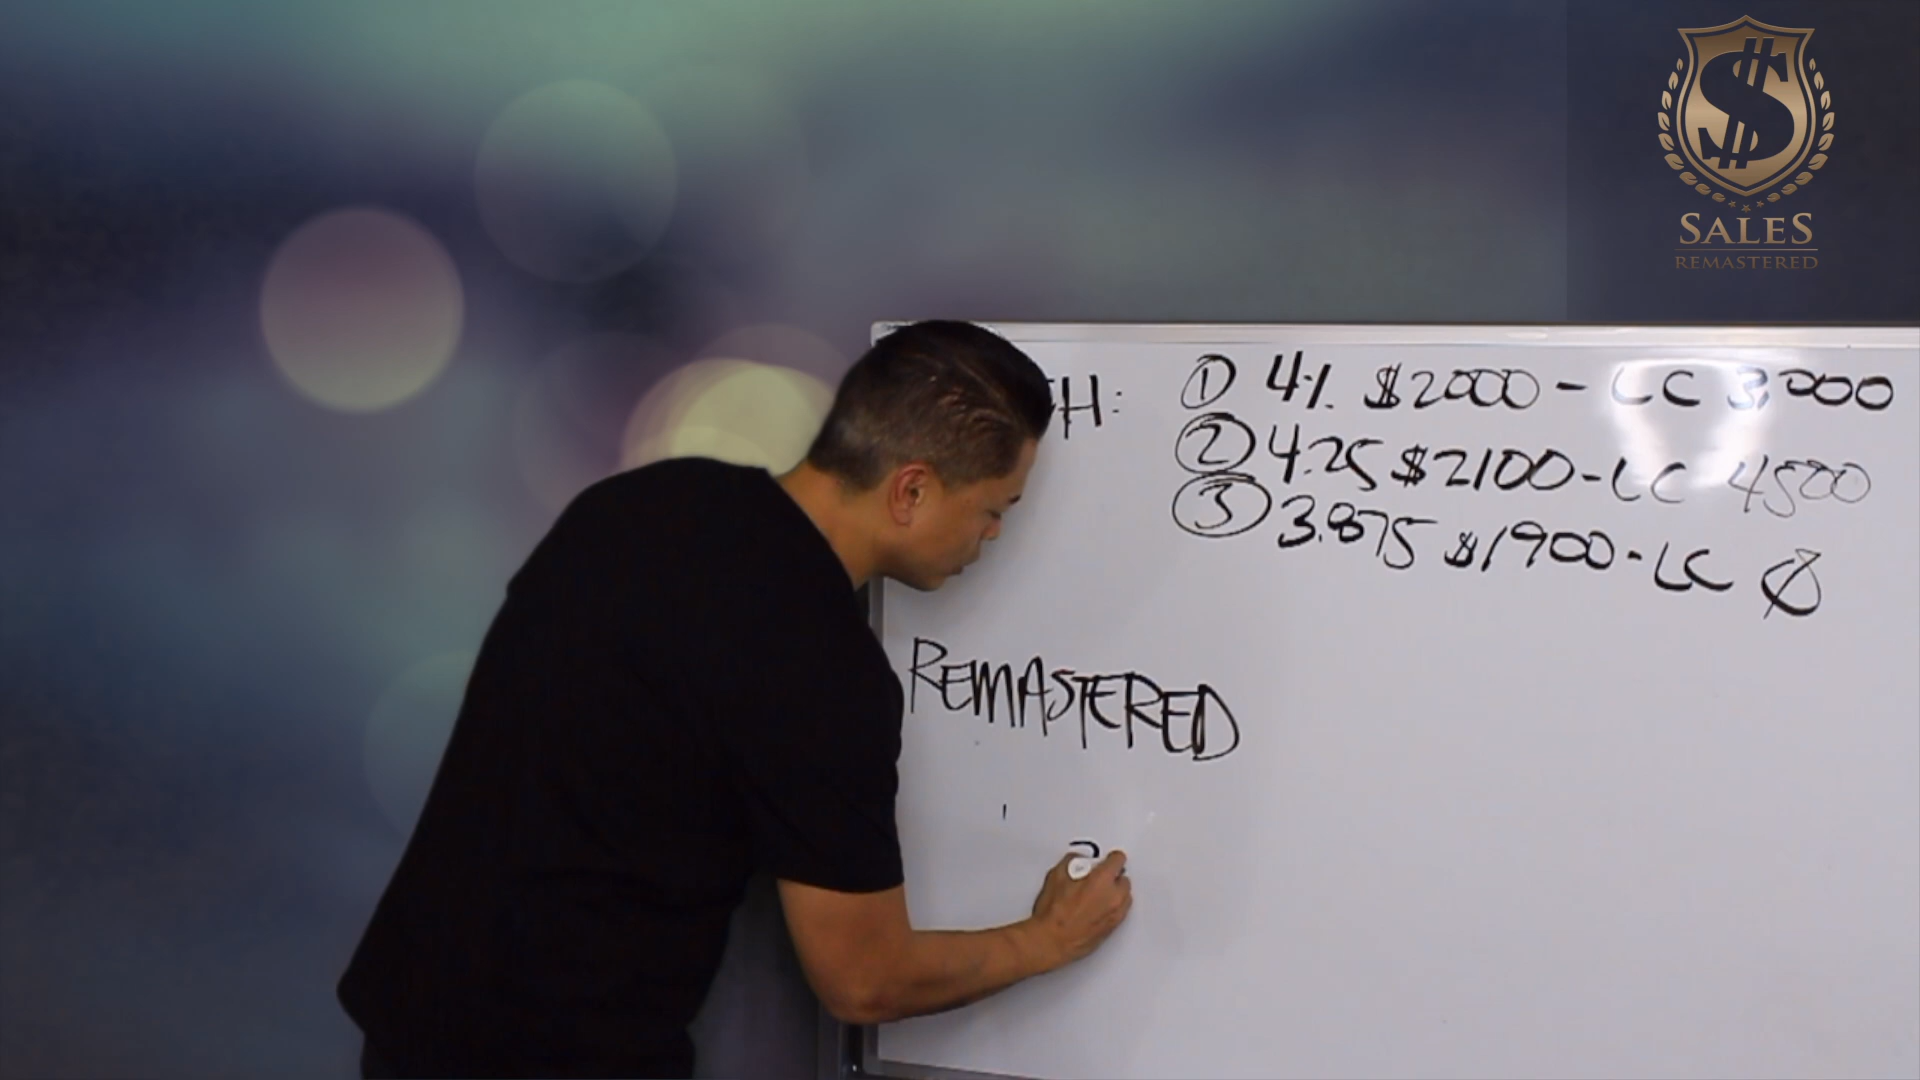 SALES
REMASTERED
H: ① 4%. $2000 - LC 3,000
② 4.25 $2100 - LC 4500
③ 3.875 $1900 - LC Ø
REMASTERED